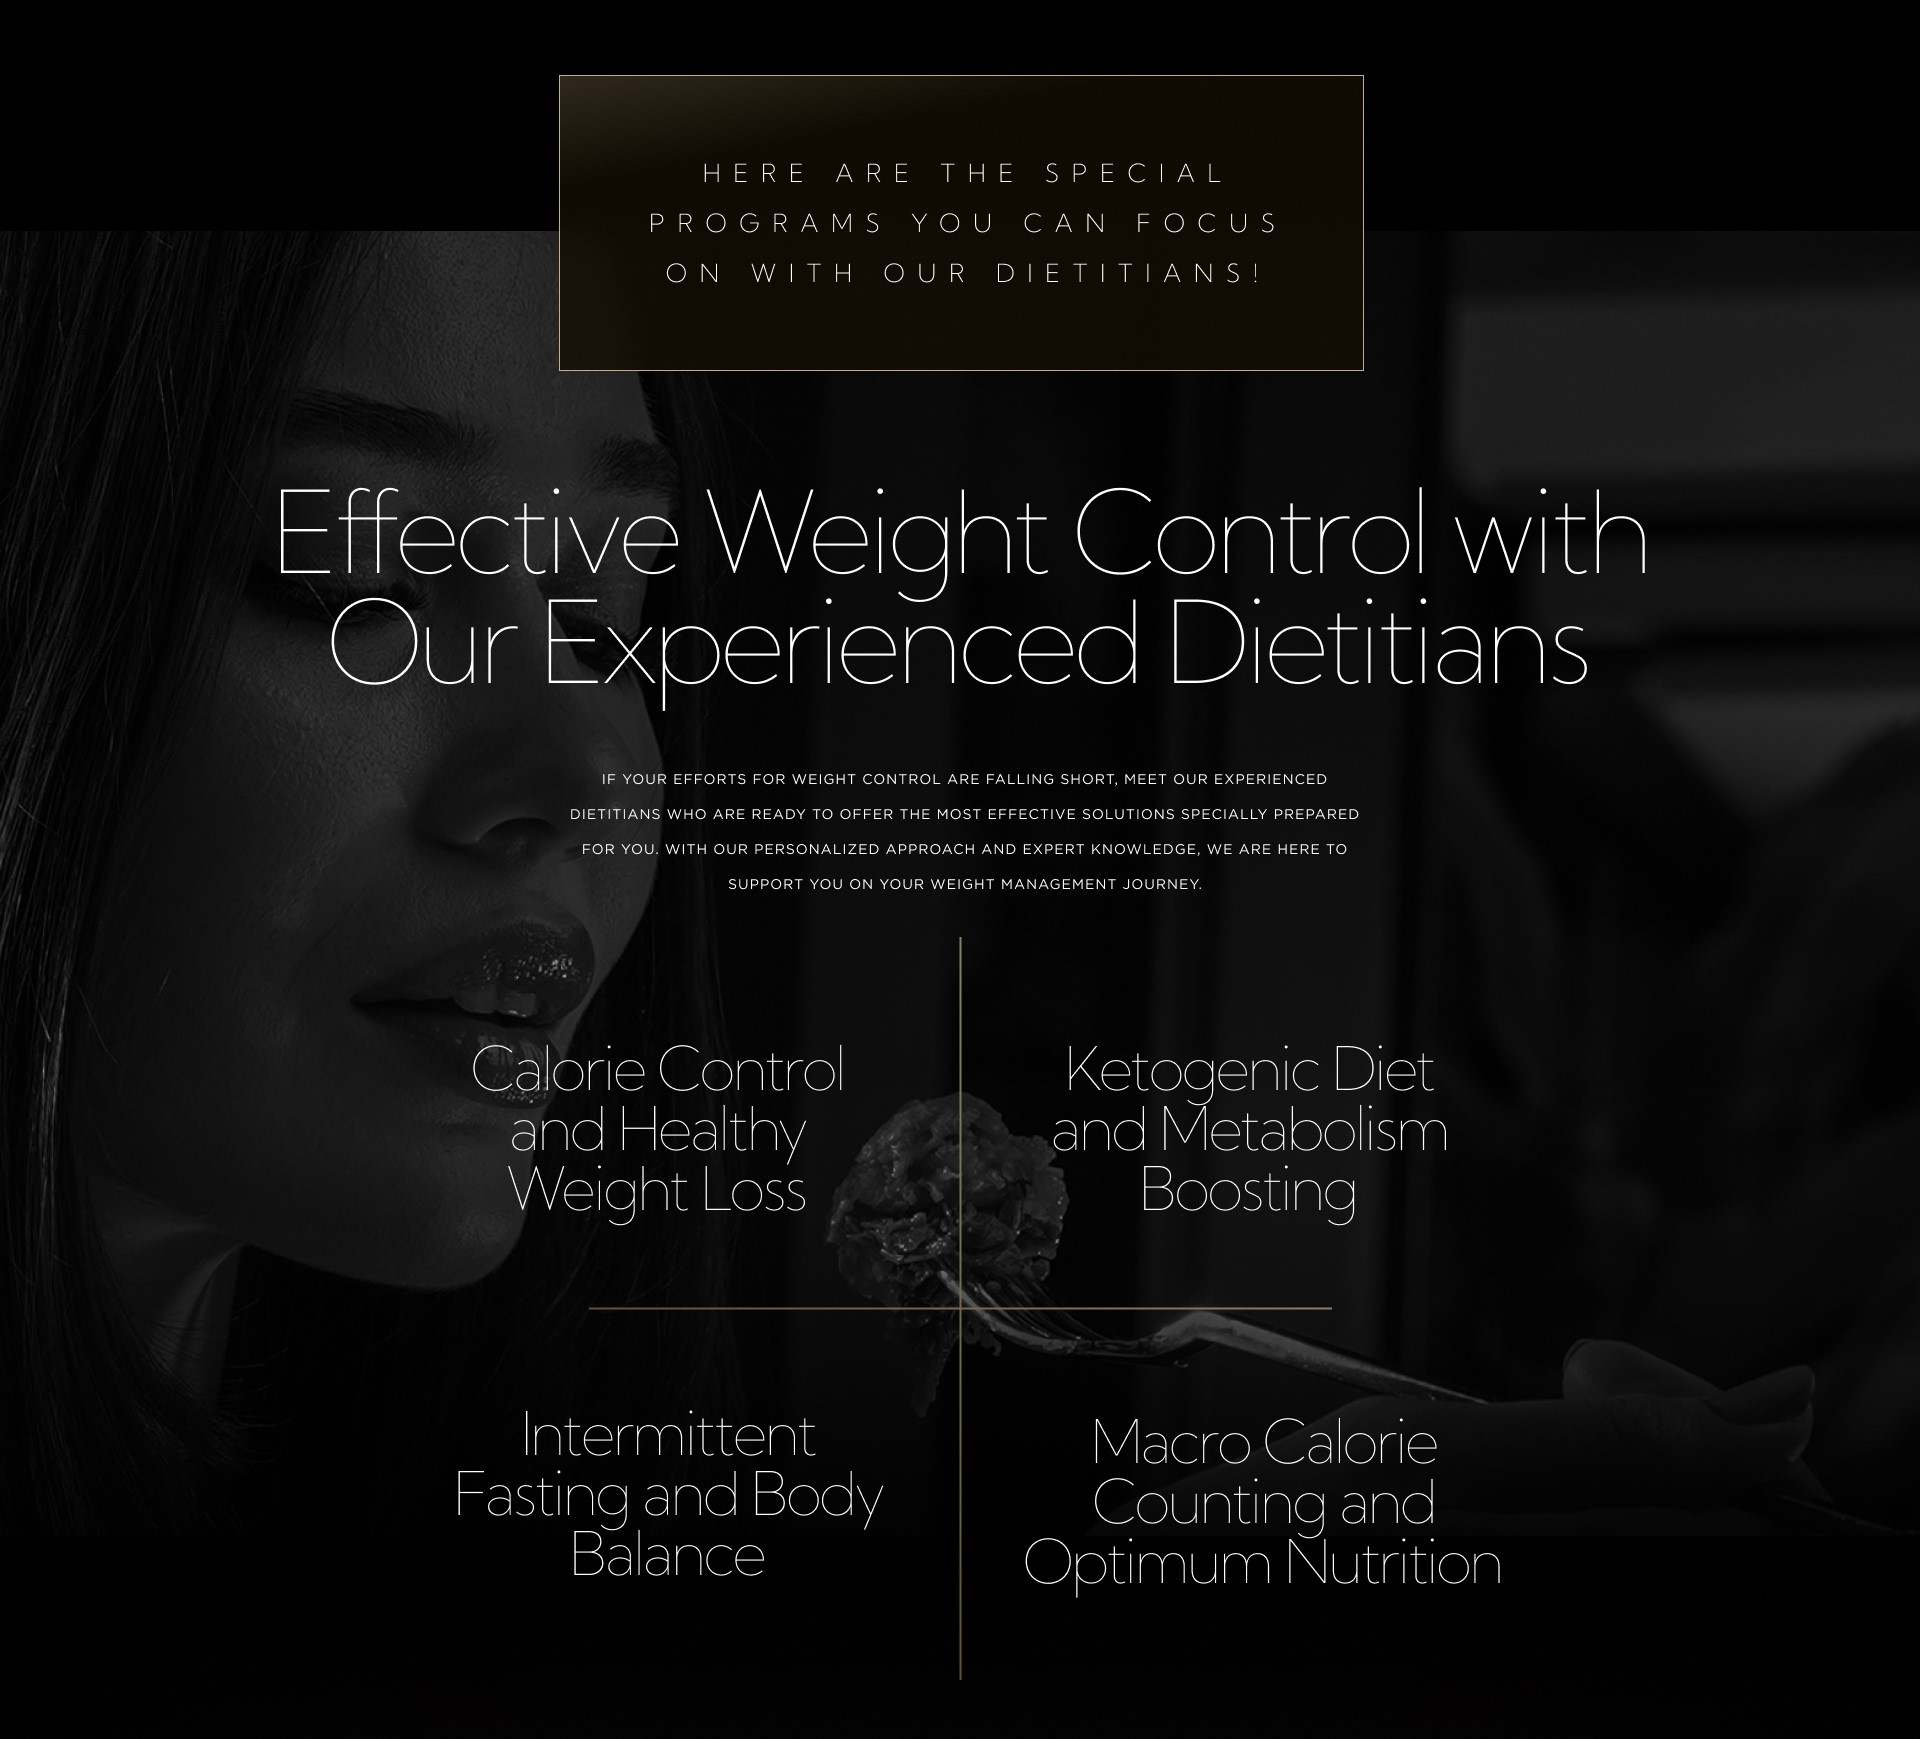 HERE ARE THE SPECIAL
PROGRAMS YOU CAN FOCUS
ON WITH OUR DIETITIANS!
Effective Weight Control with
Our Experienced Dietitians
IF YOUR EFFORTS FOR WEIGHT CONTROL ARE FALLING SHORT, MEET OUR EXPERIENCED
DIETITIANS WHO ARE READY TO OFFER THE MOST EFFECTIVE SOLUTIONS SPECIALLY PREPARED
FOR YOU. WITH OUR PERSONALIZED APPROACH AND EXPERT KNOWLEDGE, WE ARE HERE TO
SUPPORT YOU ON YOUR WEIGHT MANAGEMENT JOURNEY.
Calorie Control
and Healthy
Weight Loss
Ketogenic Diet
and Metabolism
Boosting
Intermittent
Fasting and Body
Balance
Macro Calorie
Counting and
Optimum Nutrition